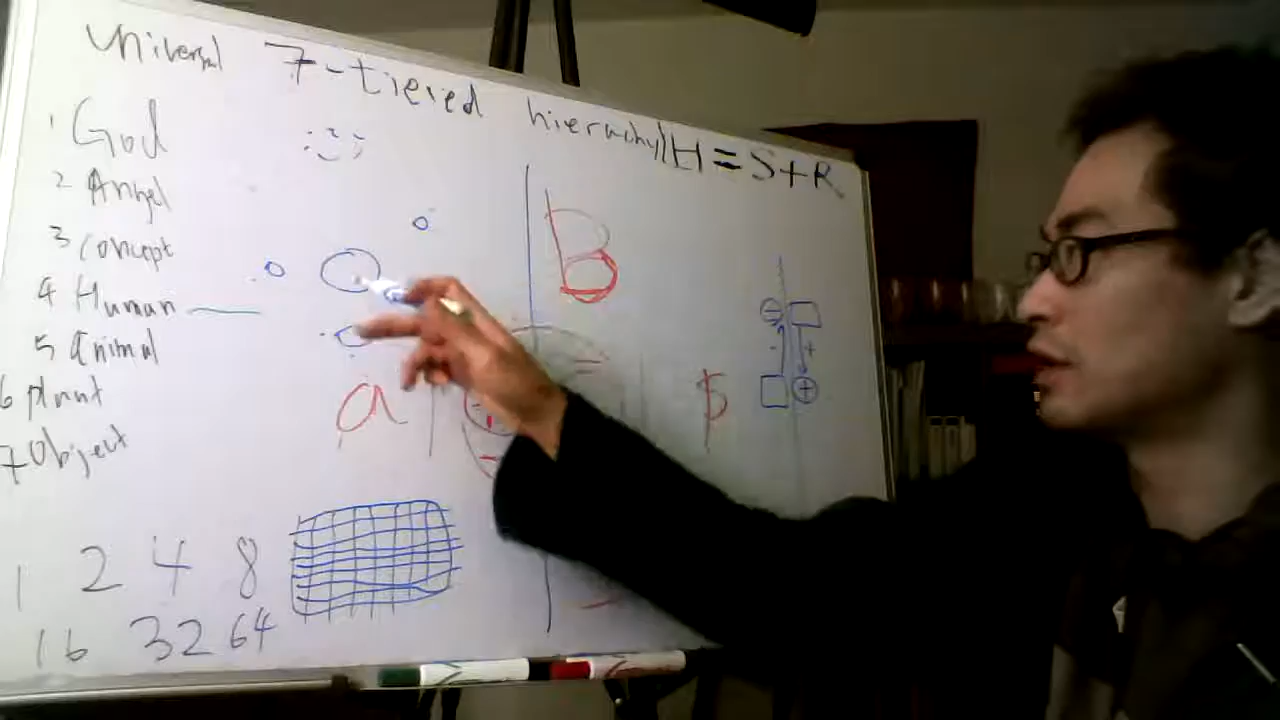 Universal 7-tiered hierarchy H = S+R
1 God
2 Angel
3 Concept
4 Human
5 Animal
6 Plant
7 Object
B
a
$
- +
1 2 4 8
16 32 64